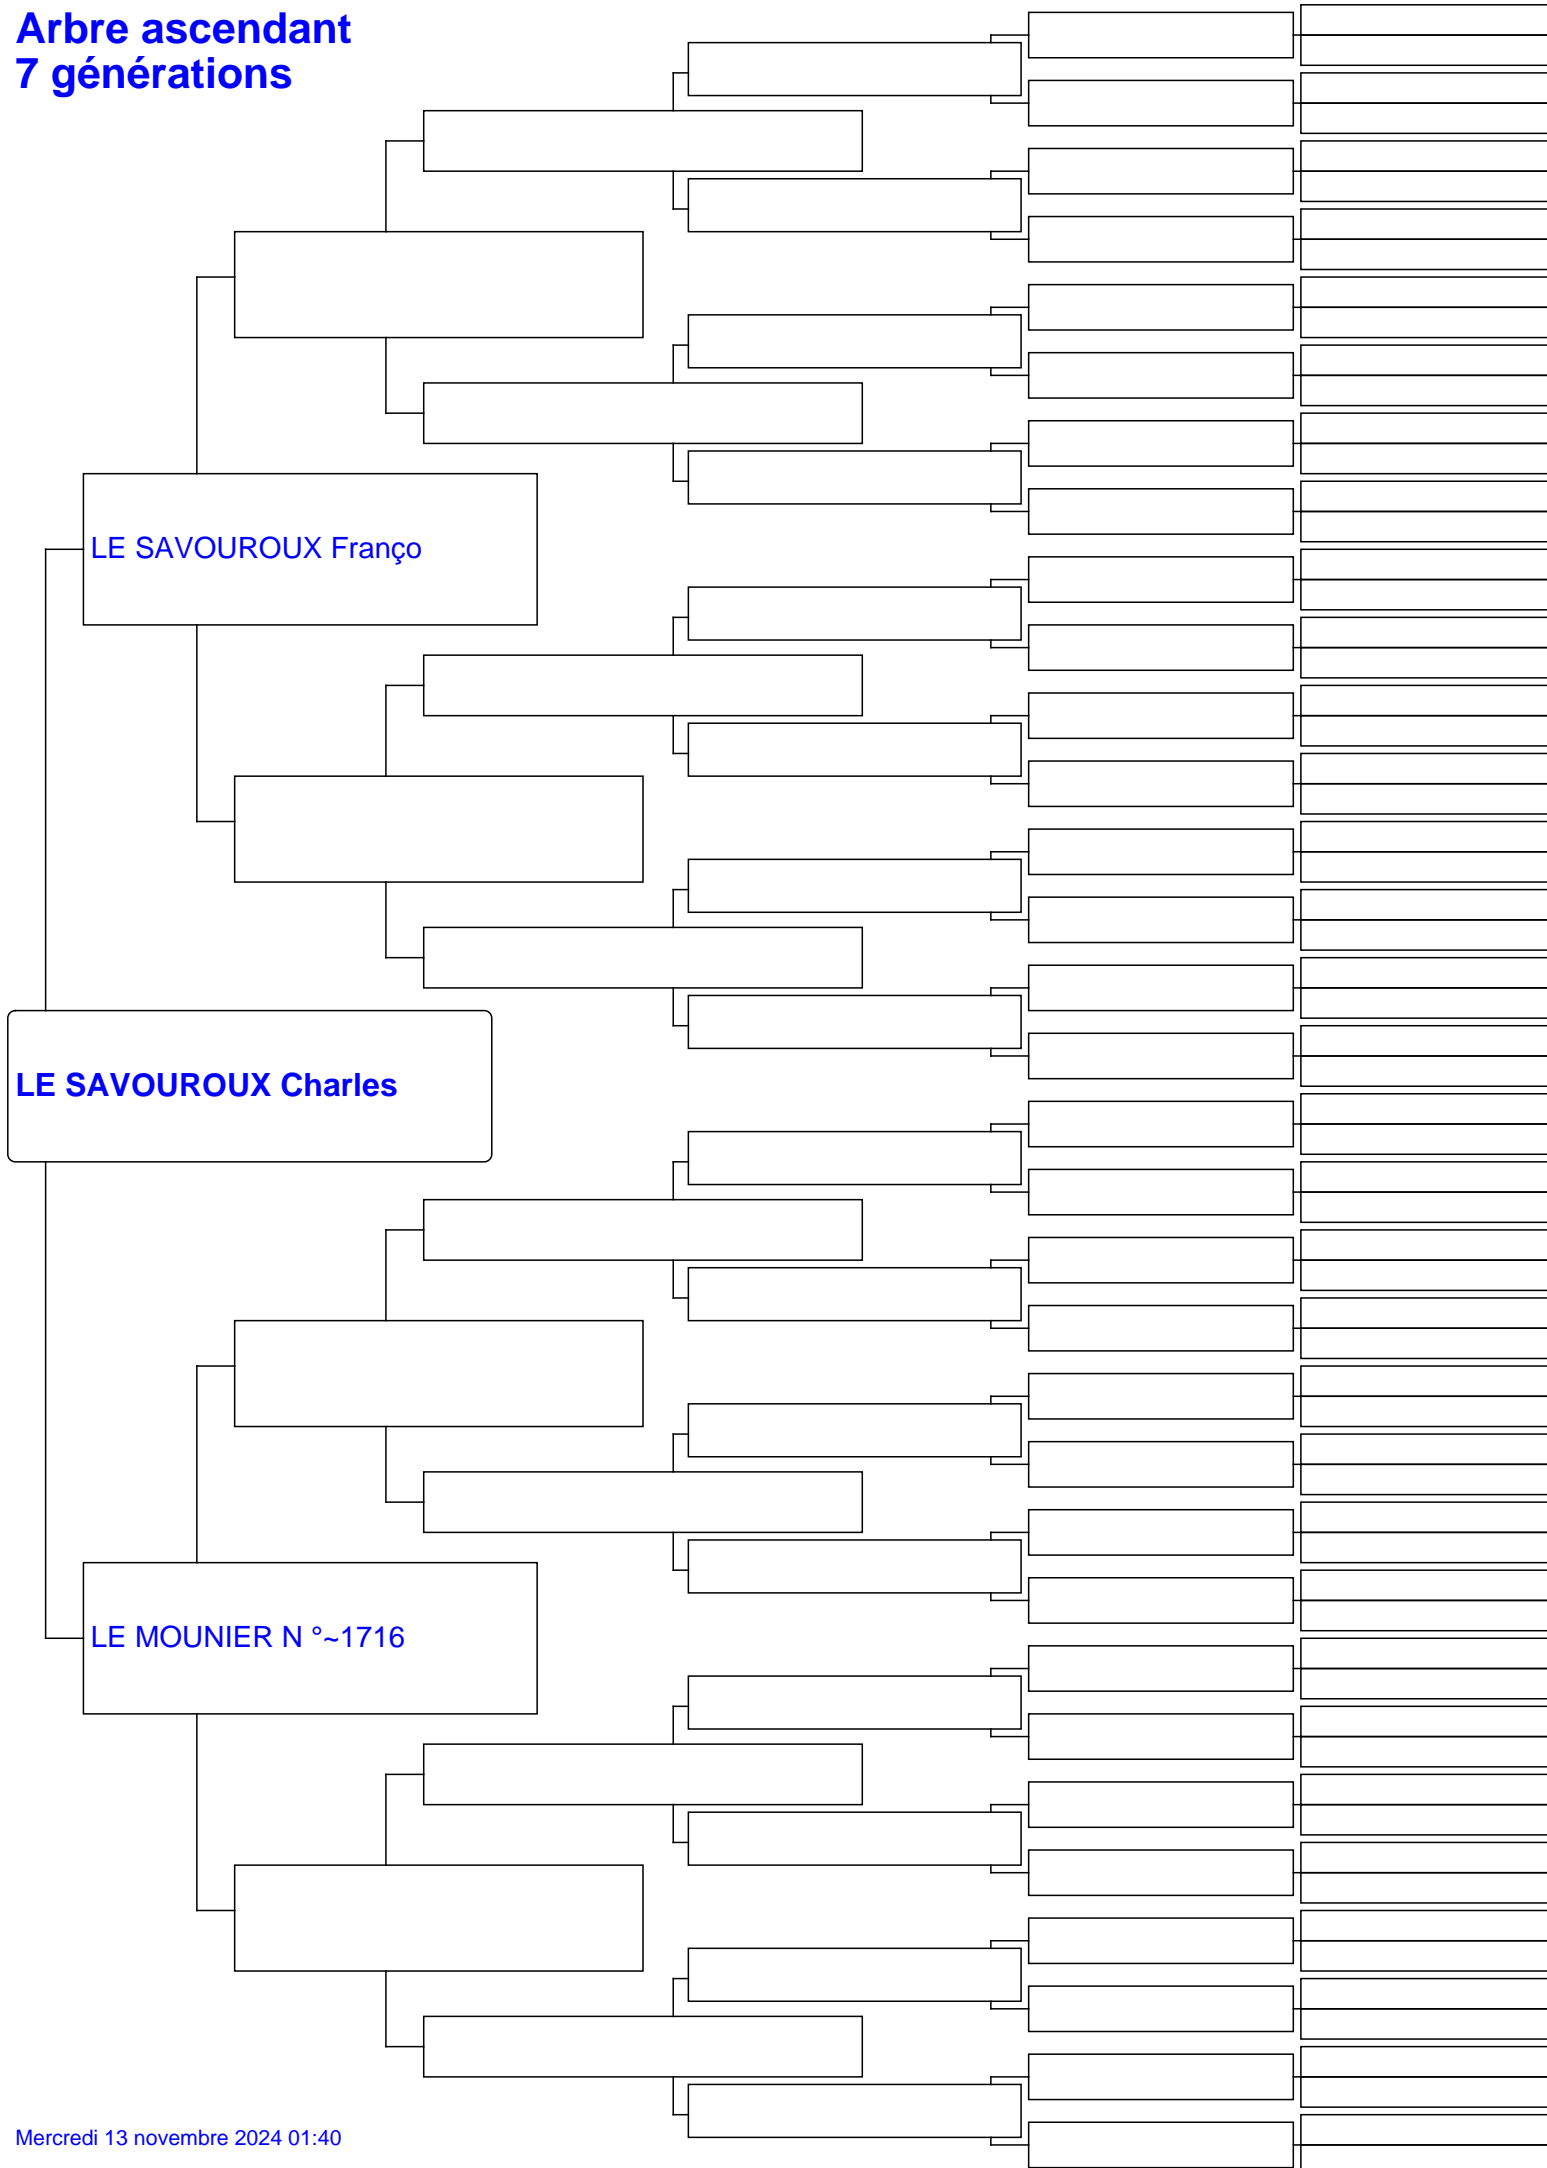 Arbre ascendant
7 générations
LE SAVOUROUX Franço
LE SAVOUROUX Charles
LE MOUNIER N °~1716
Mercredi 13 novembre 2024 01:40